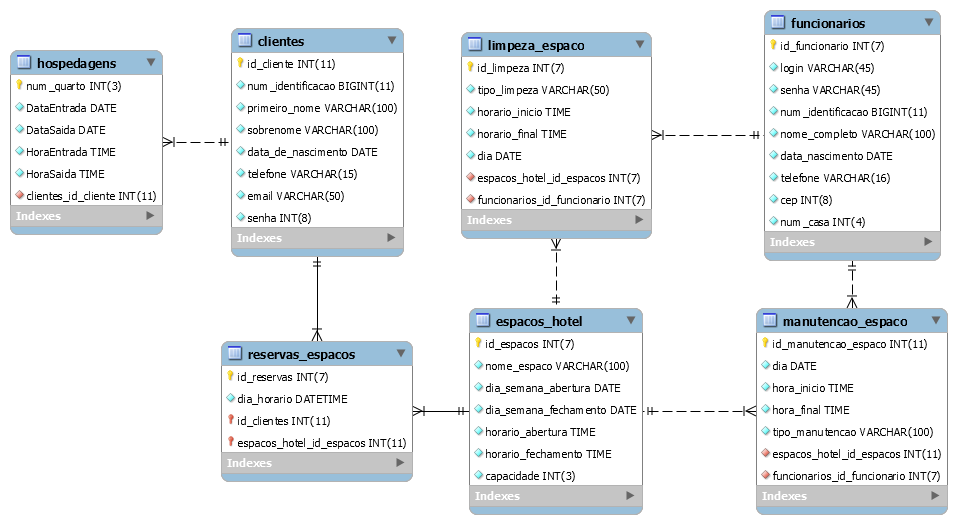 hospedagens
num_quarto INT(3)
DataEntrada DATE
DataSaida DATE
HoraEntrada TIME
HoraSaida TIME
clientes_id_cliente INT(11)
Indexes
clientes
id_cliente INT(11)
num_identificacao BIGINT(11)
primeiro_nome VARCHAR(100)
sobrenome VARCHAR(100)
data_de_nascimento DATE
telefone VARCHAR(15)
email VARCHAR(50)
senha INT(8)
Indexes
limpeza_espaco
id_limpeza INT(7)
tipo_limpeza VARCHAR(50)
horario_inicio TIME
horario_final TIME
dia DATE
espacos_hotel_id_espacos INT(7)
funcionarios_id_funcionario INT(7)
Indexes
funcionarios
id_funcionario INT(7)
login VARCHAR(45)
senha VARCHAR(45)
num_identificacao BIGINT(11)
nome_completo VARCHAR(100)
data_nascimento DATE
telefone VARCHAR(16)
cep INT(8)
num_casa INT(4)
Indexes
reservas_espacos
id_reservas INT(7)
dia_horario DATETIME
id_clientes INT(11)
espacos_hotel_id_espacos INT(11)
Indexes
espacos_hotel
id_espacos INT(7)
nome_espaco VARCHAR(100)
dia_semana_abertura DATE
dia_semana_fechamento DATE
horario_abertura TIME
horario_fechamento TIME
capacidade INT(3)
Indexes
manutencao_espaco
id_manutencao_espaco INT(11)
dia DATE
hora_inicio TIME
hora_final TIME
tipo_manutencao VARCHAR(100)
espacos_hotel_id_espacos INT(11)
funcionarios_id_funcionario INT(7)
Indexes